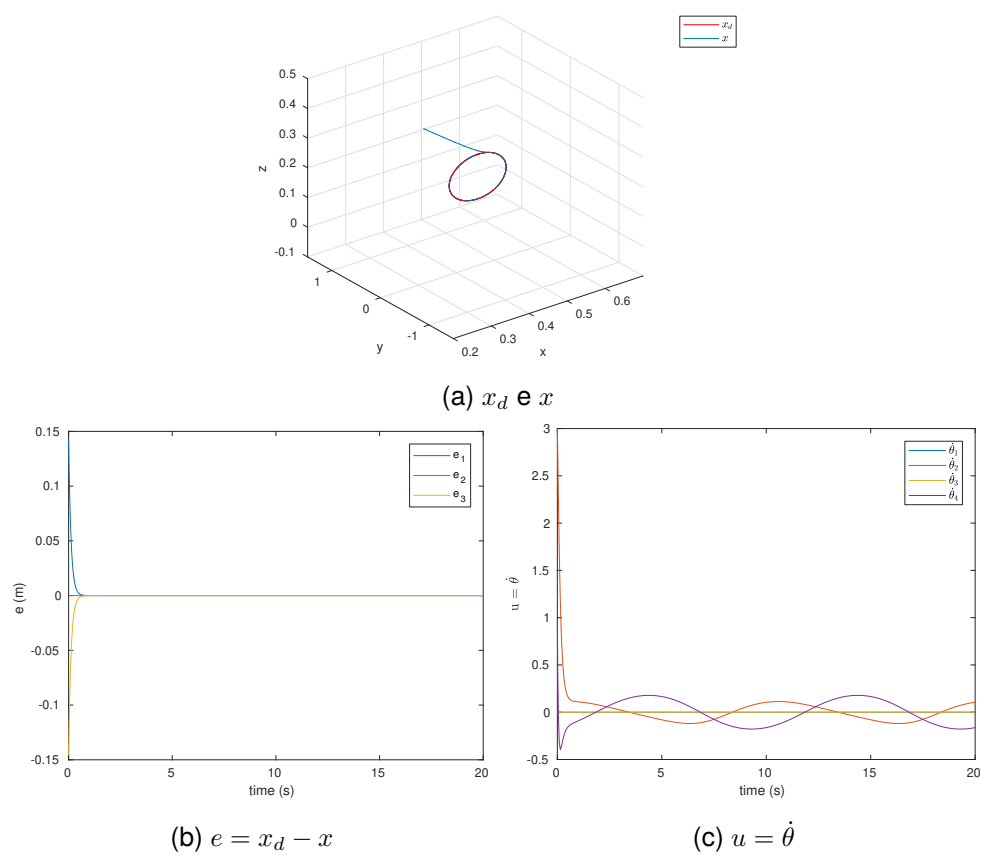 x_d
x
0.5
0.4
0.3
0.2
0.1
0
-0.1
z
1
0
-1
y
0.2
0.3
0.4
0.5
0.6
x
(a) x_d e x
0.15
0.1
0.05
0
-0.05
-0.1
-0.15
e (m)
0 5 10 15 20
time (s)
e_1
e_2
e_3
(b) e = x_d − x
3
2.5
2
1.5
1
0.5
0
-0.5
u = θ̇
0 5 10 15 20
time (s)
θ̇_1
θ̇_2
θ̇_3
θ̇_4
(c) u = θ̇